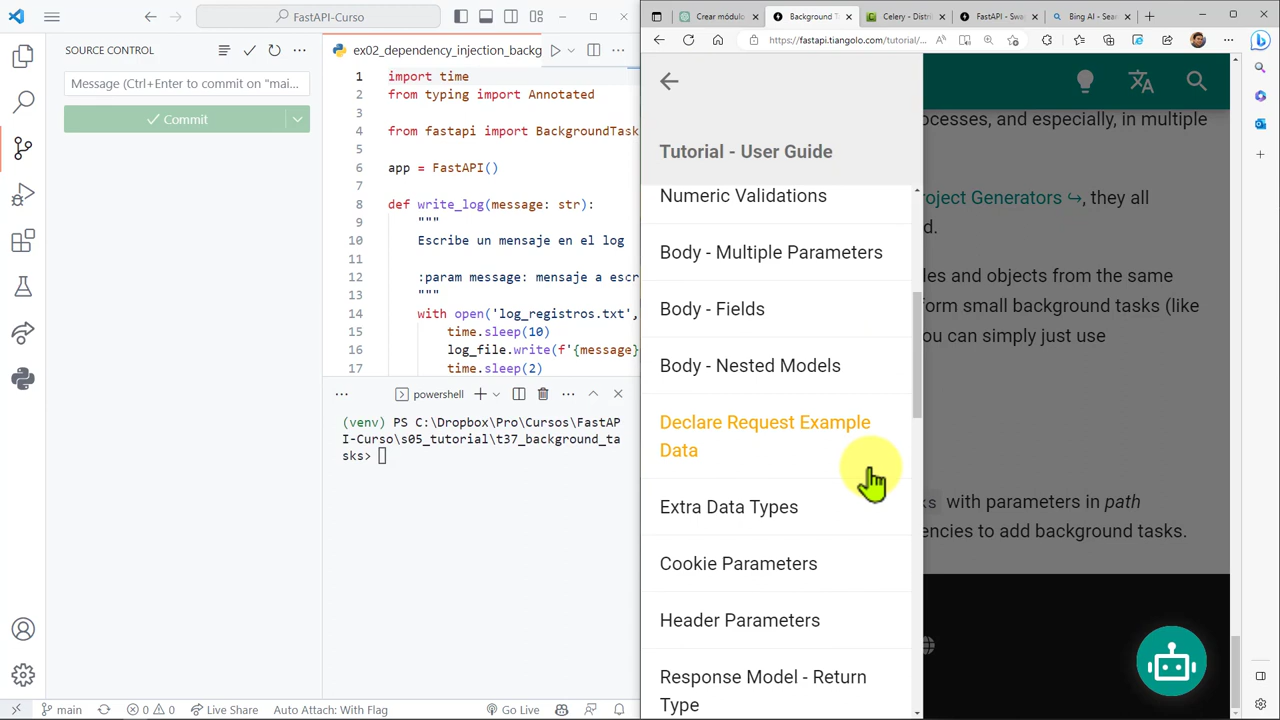 FastAPI-Curso
SOURCE CONTROL
Message (Ctrl+Enter to commit on "mai...
Commit
ex02_dependency_injection_backg
1 import time
2 from typing import Annotated
3
4 from fastapi import BackgroundTask
5
6 app = FastAPI()
7
8 def write_log(message: str):
9 """
10 Escribe un mensaje en el log
11
12 :param message: mensaje a escr
13 """
14 with open('log_registros.txt',
15 time.sleep(10)
16 log_file.write(f'{message}
17 time.sleep(2)
powershell
(venv) PS C:\Dropbox\Pro\Cursos\FastAP
I-Curso\s05_tutorial\t37_background_ta
sks>
main
0 0
Live Share
Auto Attach: With Flag
Go Live
Crear módulo
Background T
Celery - Distri
FastAPI - Swa
Bing AI - Sear
https://fastapi.tiangolo.com/tutorial/...
Tutorial - User Guide
Numeric Validations
Body - Multiple Parameters
Body - Fields
Body - Nested Models
Declare Request Example
Data
Extra Data Types
Cookie Parameters
Header Parameters
Response Model - Return
Type
ocesses, and especially, in multiple
roject Generators, they all
d.
les and objects from the same
form small background tasks (like
ou can simply just use
ks with parameters in path
encies to add background tasks.